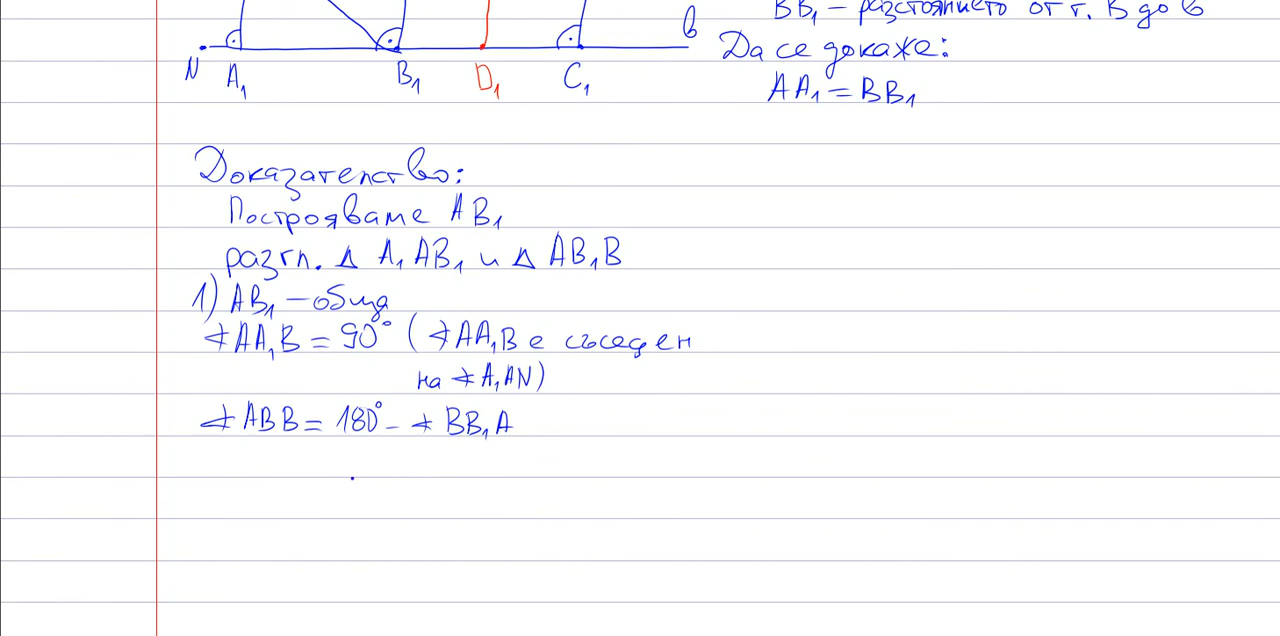 BB₁ – разстоянието от т. B до b
b
Да се докаже:
N A₁ B₁ D₁ C₁
AA₁ = BB₁
Доказателство:
Построяваме AB₁
разгл. Δ A₁AB₁ и Δ AB₁B
1) AB₁ – обща
∢AA₁B = 90° (∢AA₁B е съседен
на ∢A₁AN)
∢ABB = 180° – ∢BB₁A